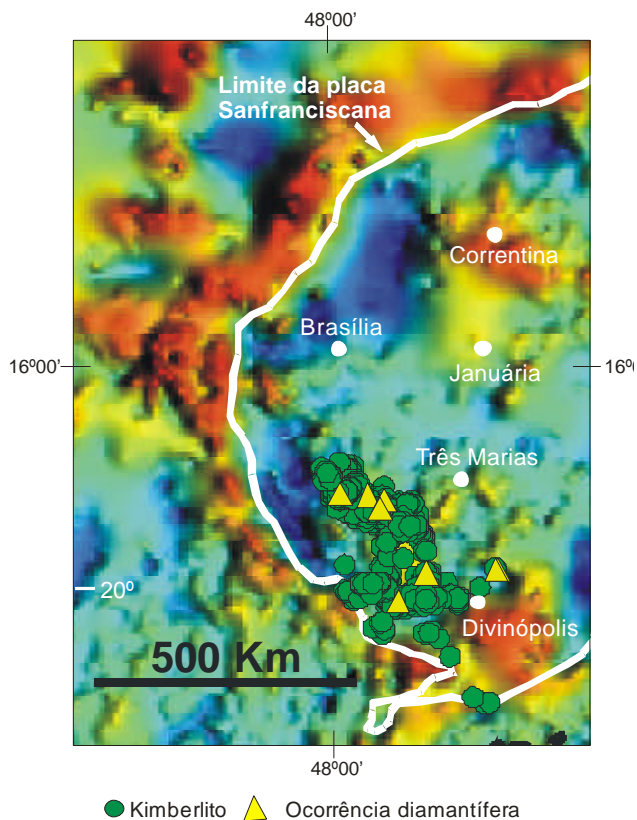 48º00’
Limite da placa
Sanfranciscana
Correntina
Brasília
16º00’
16º0
Januária
Três Marias
20º
Divinópolis
500 Km
48º00’
Kimberlito
Ocorrência diamantífera